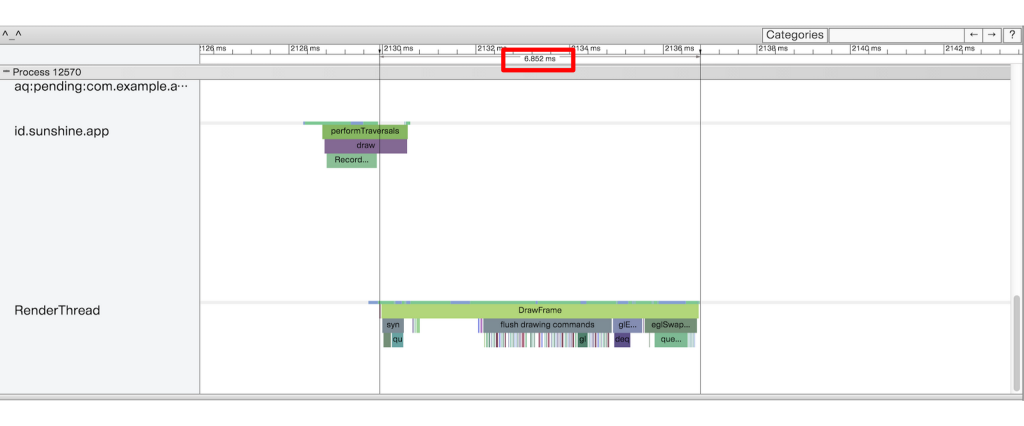 ^_^ Categories ← → ?
2126 ms 2128 ms 2130 ms 2132 ms 2134 ms 2136 ms 2138 ms 2140 ms 2142 ms
6.852 ms
− Process 12570
aq:pending:com.example.a···
id.sunshine.app
performTraversals
draw
Record...
RenderThread
DrawFrame
syn flush drawing commands glE... eglSwap...
qu gl deq que...